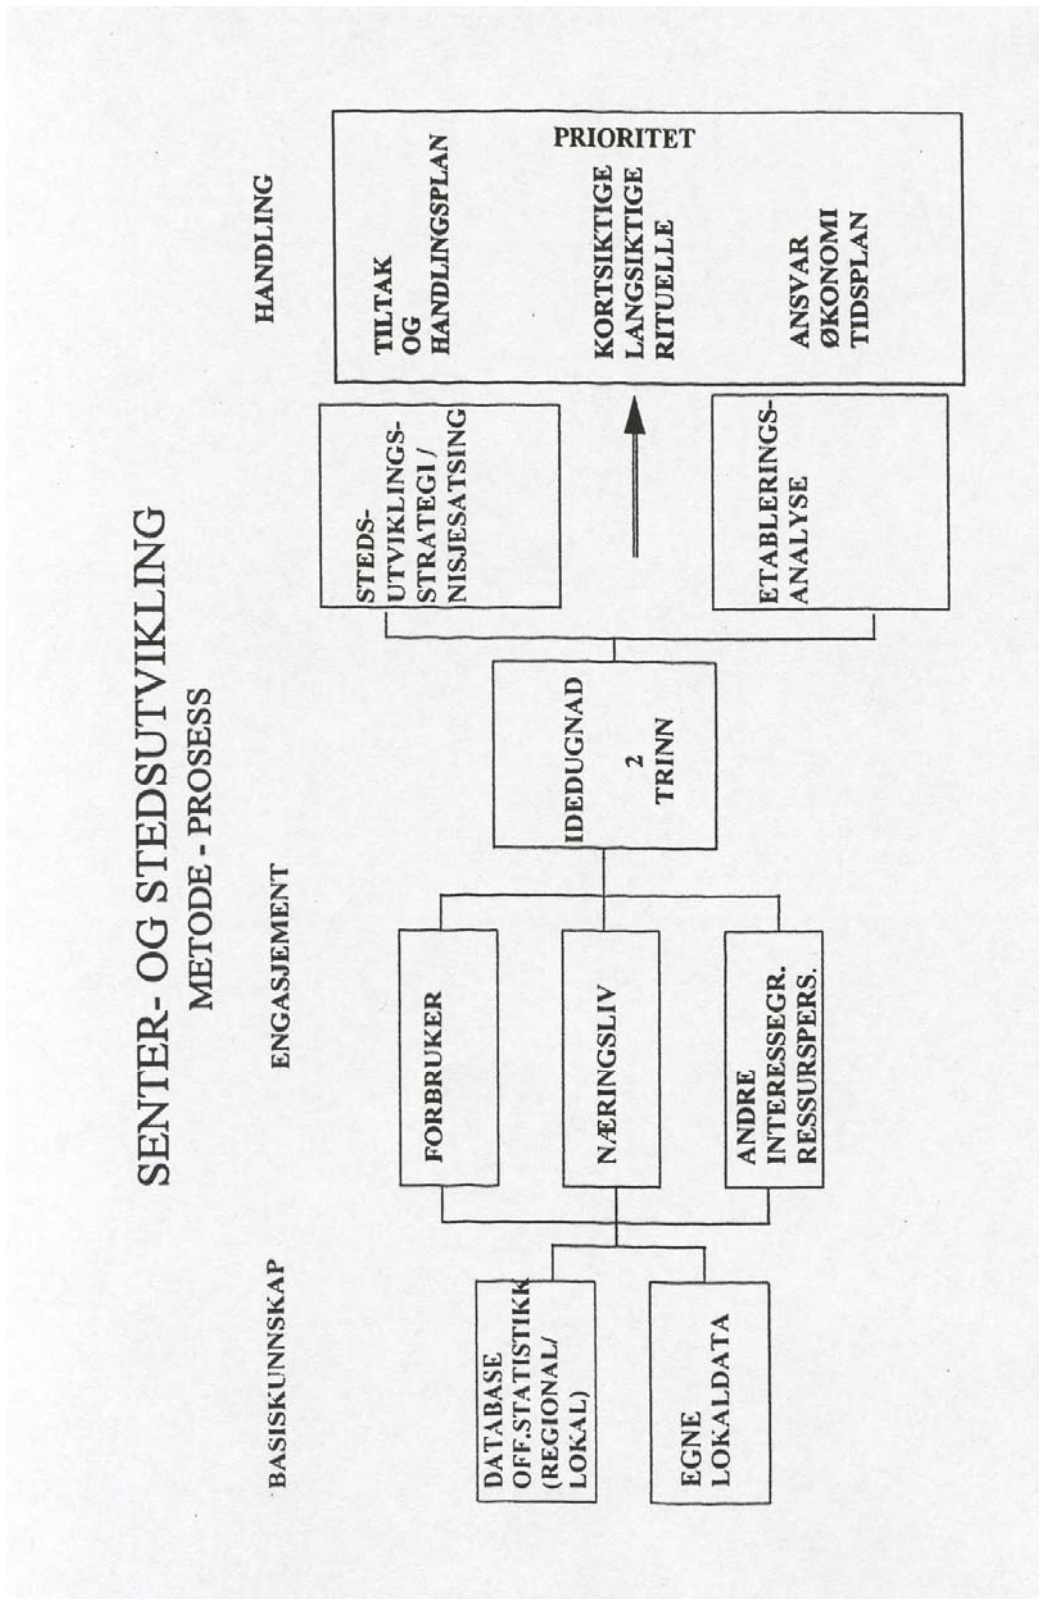 SENTER- OG STEDSUTVIKLING
METODE - PROSESS
BASISKUNNSKAP
ENGASJEMENT
HANDLING
DATABASE
OFF.STATISTIKK
(REGIONAL/
LOKAL)
EGNE
LOKALDATA
FORBRUKER
NÆRINGSLIV
ANDRE
INTERESSEGR.
RESSURSPERS.
IDEDUGNAD
2
TRINN
STEDS-
UTVIKLINGS-
STRATEGI /
NISJESATSING
ETABLERINGS-
ANALYSE
TILTAK
OG
HANDLINGSPLAN
PRIORITET
KORTSIKTIGE
LANGSIKTIGE
RITUELLE
ANSVAR
ØKONOMI
TIDSPLAN